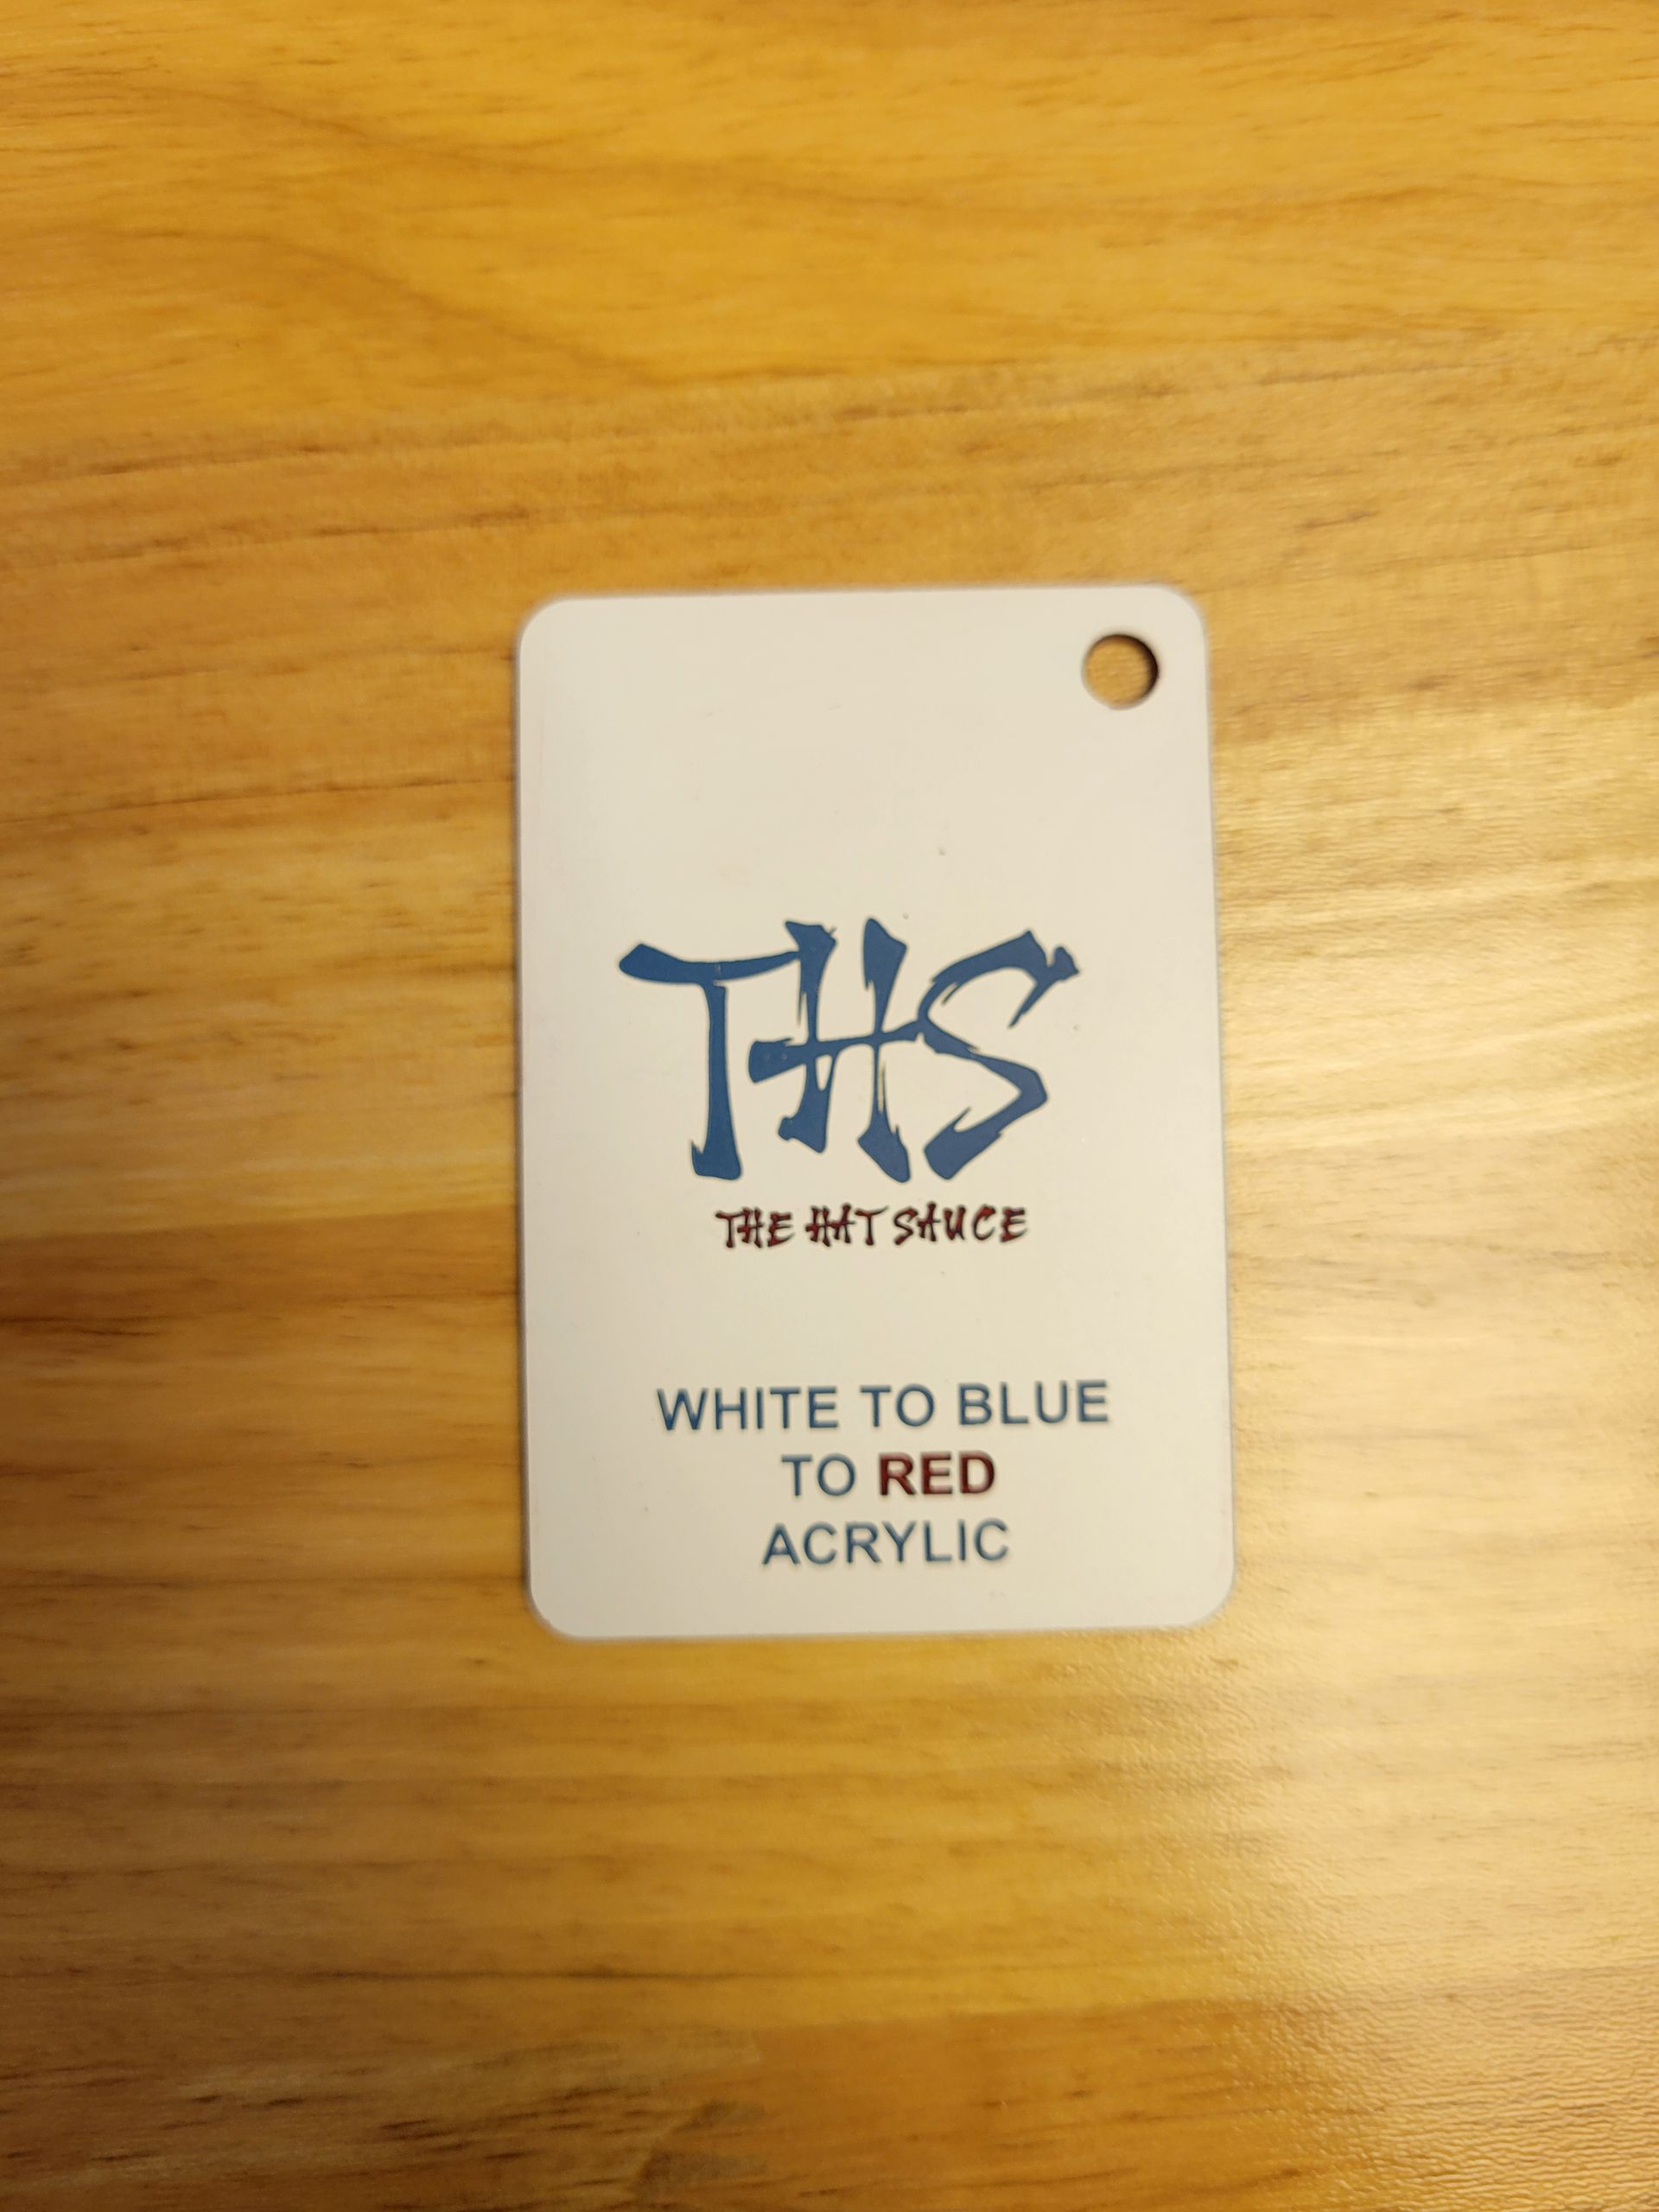 THS
THE HAT SAUCE
WHITE TO BLUE
TO RED
ACRYLIC